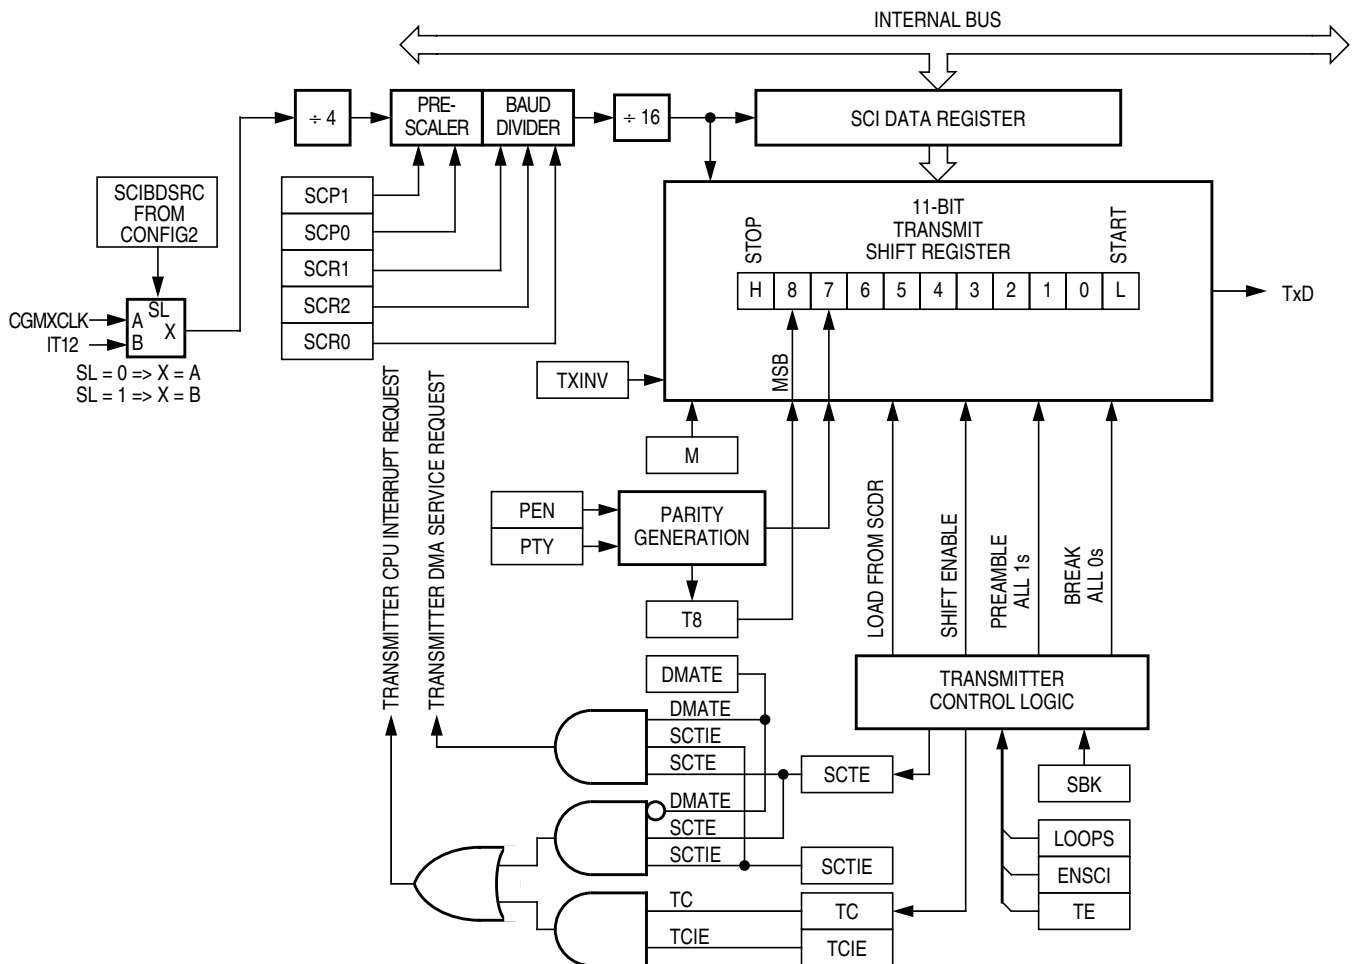 INTERNAL BUS
÷ 4
PRE-
SCALER
BAUD
DIVIDER
÷ 16
SCI DATA REGISTER
SCIBDSRC
FROM
CONFIG2
SCP1
SCP0
SCR1
SCR2
SCR0
CGMXCLK
IT12
A
B
SL
X
SL = 0 => X = A
SL = 1 => X = B
11-BIT
TRANSMIT
SHIFT REGISTER
STOP
START
H 8 7 6 5 4 3 2 1 0 L
TxD
TXINV
MSB
M
PEN
PTY
PARITY
GENERATION
T8
TRANSMITTER CPU INTERRUPT REQUEST
TRANSMITTER DMA SERVICE REQUEST
LOAD FROM SCDR
SHIFT ENABLE
PREAMBLE
ALL 1s
BREAK
ALL 0s
TRANSMITTER
CONTROL LOGIC
DMATE
DMATE
SCTIE
SCTE
SCTE
DMATE
SCTE
SCTIE
SCTIE
TC
TC
TCIE
TCIE
SBK
LOOPS
ENSCI
TE